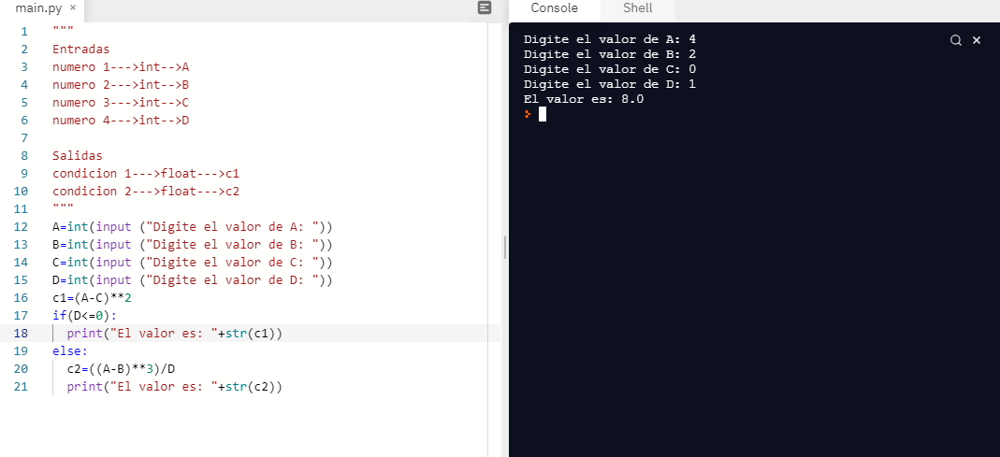 main.py ×
1 """
2 Entradas
3 numero 1--->int-->A
4 numero 2--->int-->B
5 numero 3--->int-->C
6 numero 4--->int-->D
7
8 Salidas
9 condicion 1--->float--->c1
10 condicion 2--->float--->c2
11 """
12 A=int(input ("Digite el valor de A: "))
13 B=int(input ("Digite el valor de B: "))
14 C=int(input ("Digite el valor de C: "))
15 D=int(input ("Digite el valor de D: "))
16 c1=(A-C)**2
17 if(D<=0):
18   print("El valor es: "+str(c1))
19 else:
20   c2=((A-B)**3)/D
21   print("El valor es: "+str(c2))
Console Shell
Digite el valor de A: 4
Digite el valor de B: 2
Digite el valor de C: 0
Digite el valor de D: 1
El valor es: 8.0